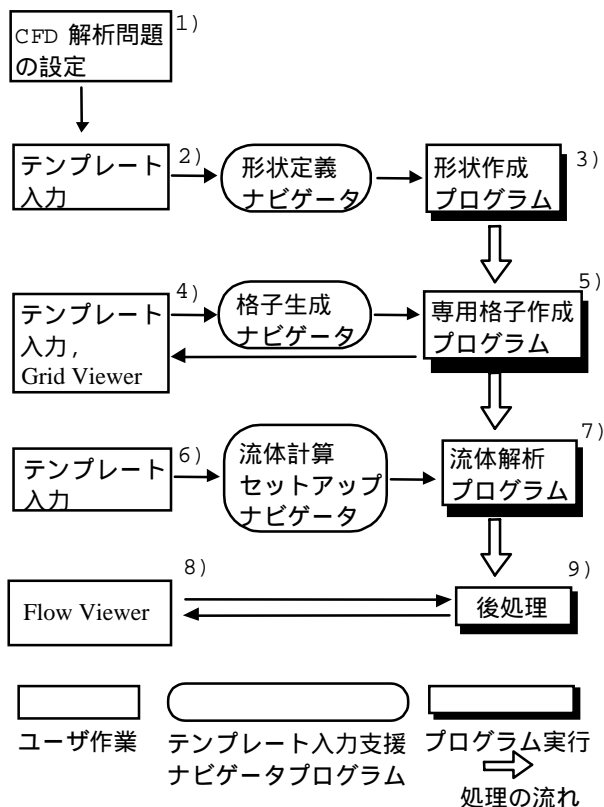 CFD 解析問題
の設定
1)
テンプレート
入力
2)
形状定義
ナビゲータ
形状作成
プログラム
3)
テンプレート
入力,
Grid Viewer
4)
格子生成
ナビゲータ
専用格子作成
プログラム
5)
テンプレート
入力
6)
流体計算
セットアップ
ナビゲータ
流体解析
プログラム
7)
Flow Viewer
8)
後処理
9)
ユーザ作業
テンプレート入力支援
ナビゲータプログラム
プログラム実行
処理の流れ